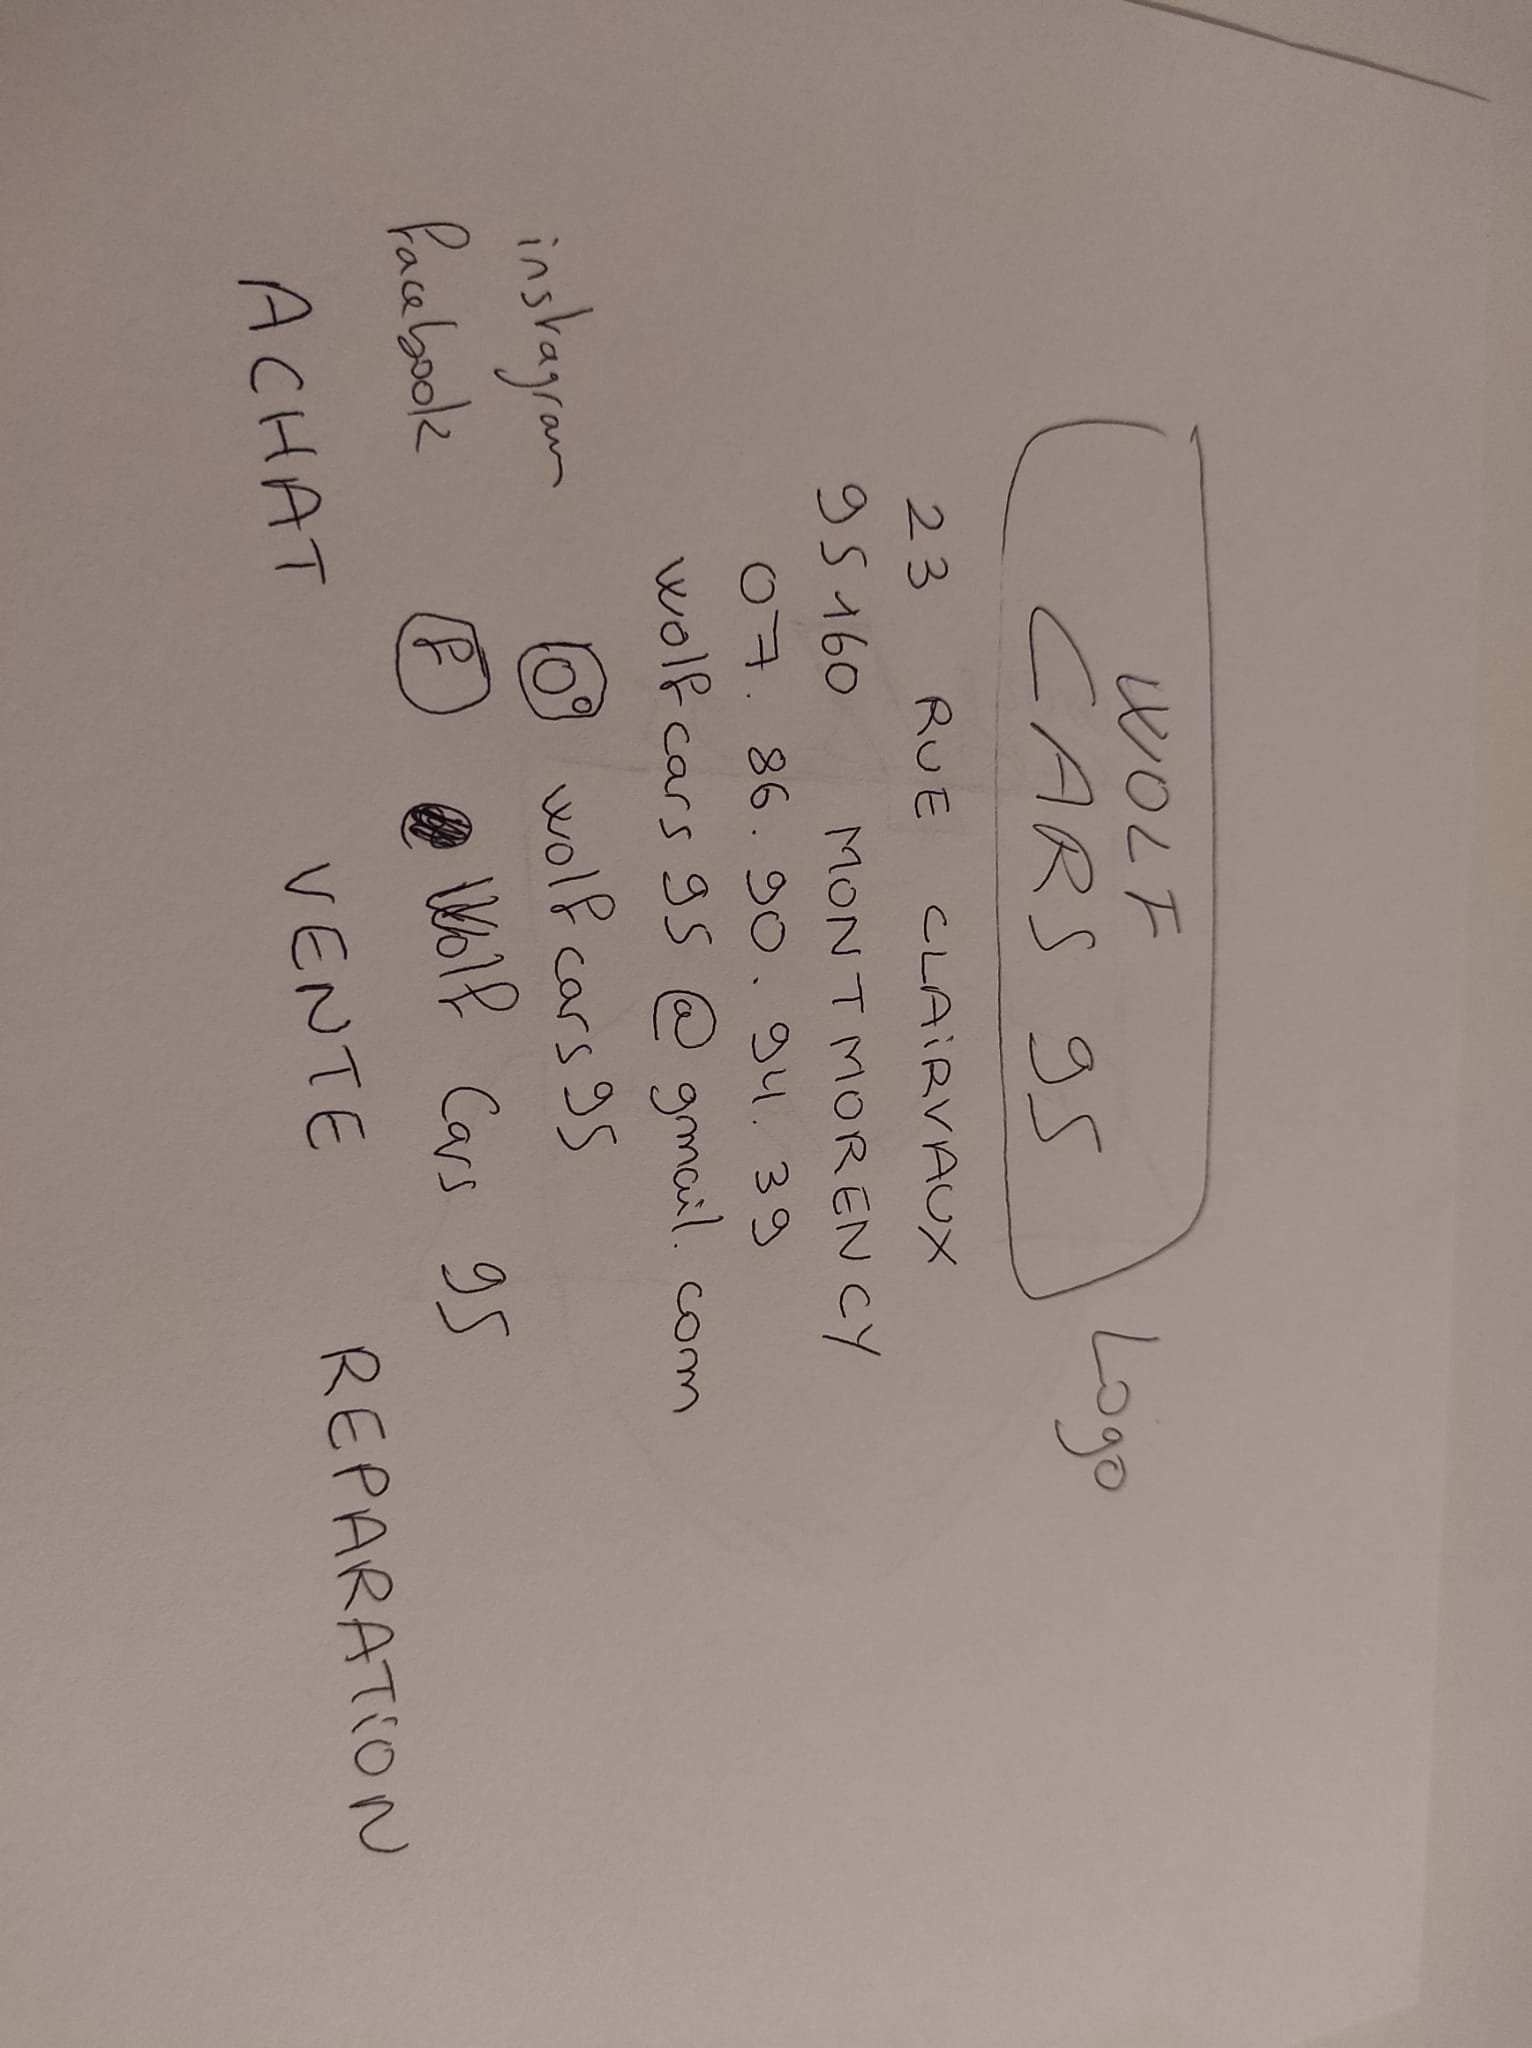 WOLF
CARS 95
Logo
23 RUE CLAiRVAUX
95160 MONTMORENCY
07.86.90.94.39
wolfcars95@gmail.com
instagram wolfcars95
facebook f Wolf Cars 95
ACHAT VENTE REPARATiON